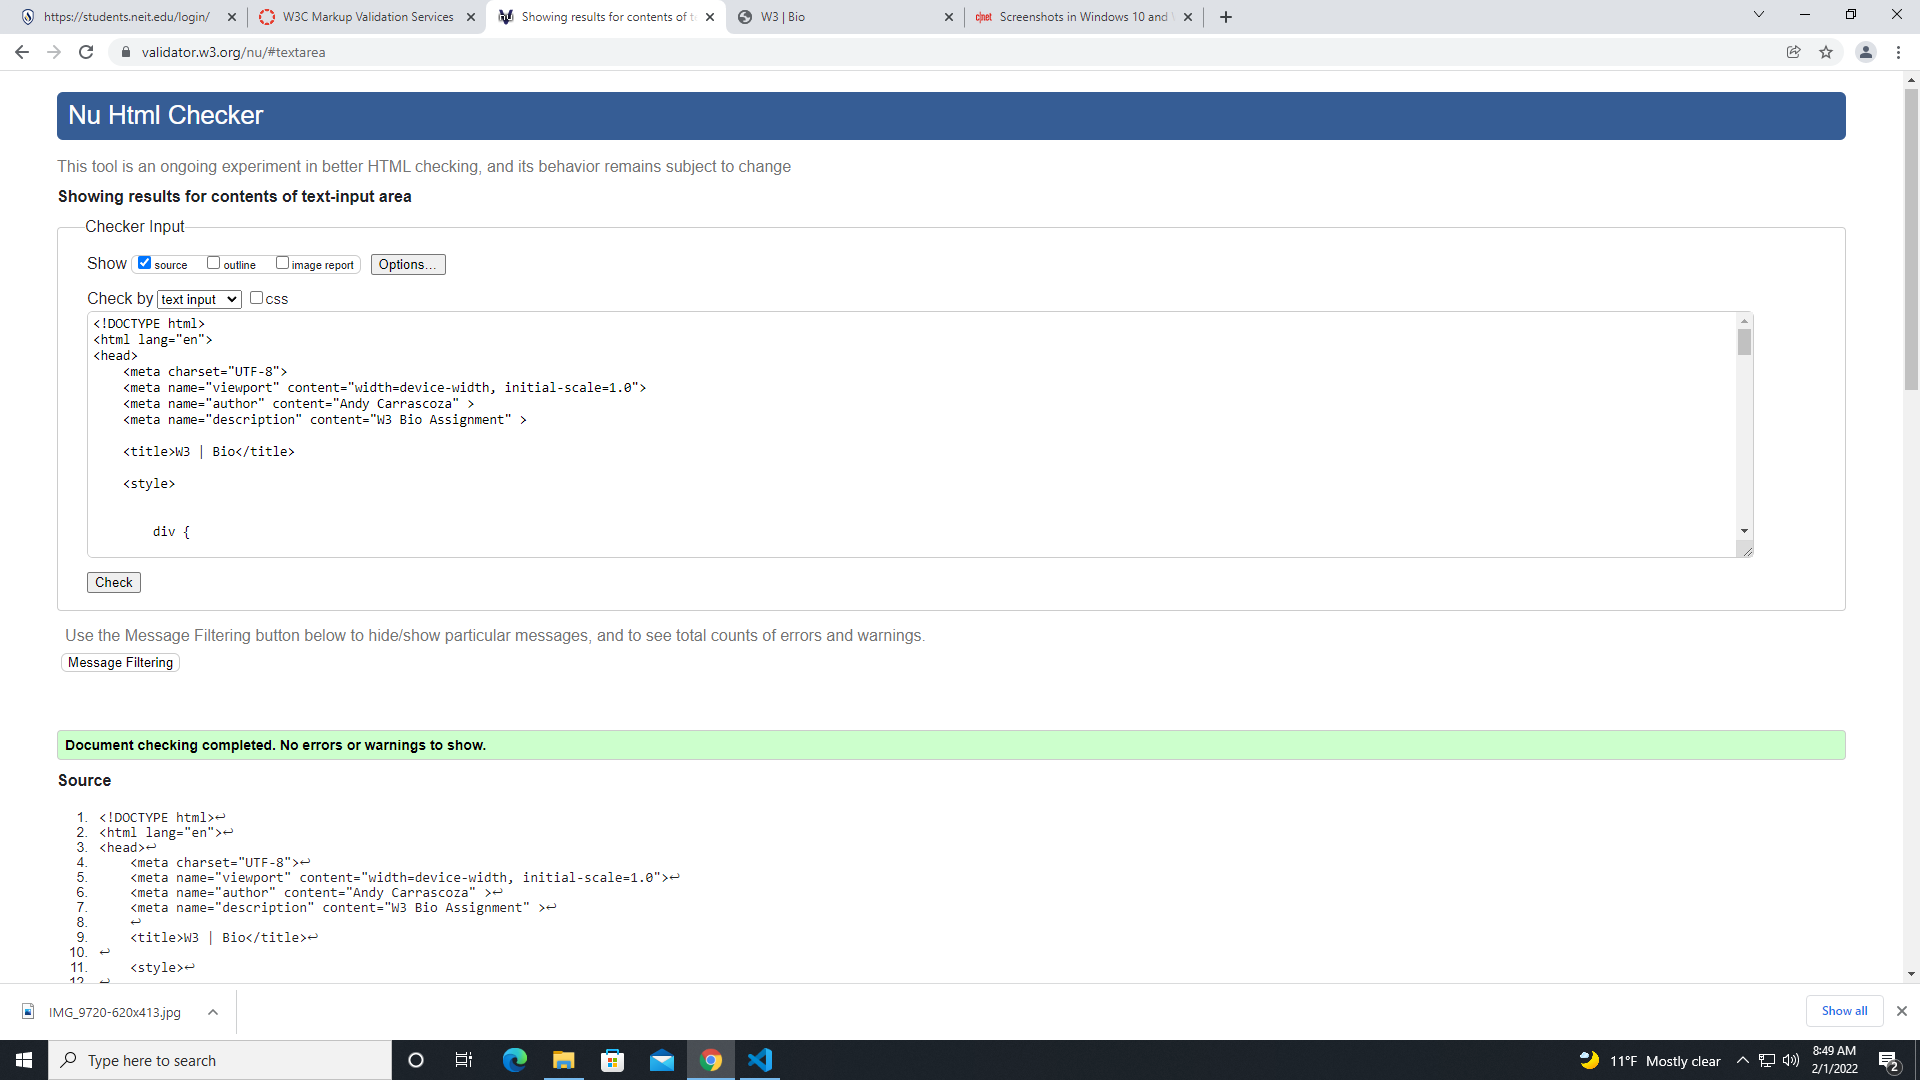 https://students.neit.edu/login/
W3C Markup Validation Services
Showing results for contents of te
W3 | Bio
c|net
Screenshots in Windows 10 and
validator.w3.org/nu/#textarea
Nu Html Checker
This tool is an ongoing experiment in better HTML checking, and its behavior remains subject to change
Showing results for contents of text-input area
Checker Input
Show source outline image report Options...
Check by text input css
<!DOCTYPE html>
<html lang="en">
<head>
<meta charset="UTF-8">
<meta name="viewport" content="width=device-width, initial-scale=1.0">
<meta name="author" content="Andy Carrascoza" >
<meta name="description" content="W3 Bio Assignment" >
<title>W3 | Bio</title>
<style>
div {
Check
Use the Message Filtering button below to hide/show particular messages, and to see total counts of errors and warnings.
Message Filtering
Document checking completed. No errors or warnings to show.
Source
1. <!DOCTYPE html>↩
2. <html lang="en">↩
3. <head>↩
4. <meta charset="UTF-8">↩
5. <meta name="viewport" content="width=device-width, initial-scale=1.0">↩
6. <meta name="author" content="Andy Carrascoza" >↩
7. <meta name="description" content="W3 Bio Assignment" >↩
8. ↩
9. <title>W3 | Bio</title>↩
10. ↩
11. <style>↩
12. ↩
IMG_9720-620x413.jpg
Show all
Type here to search
11°F Mostly clear
8:49 AM
2/1/2022
2